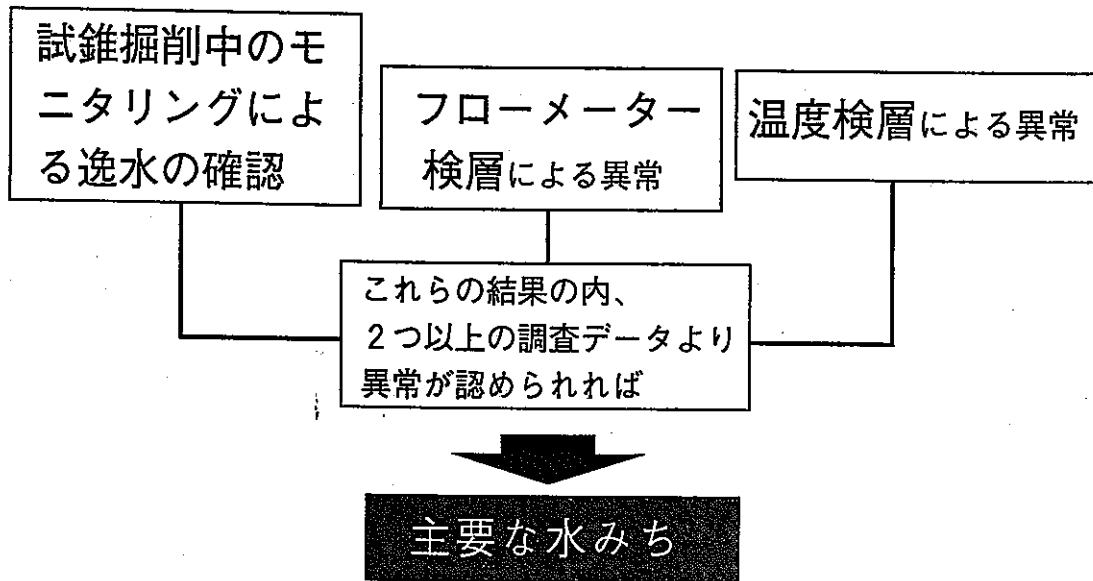 試錐掘削中のモ
ニタリングによ
る逸水の確認
フローメーター
検層による異常
温度検層による異常
これらの結果の内、
２つ以上の調査データより
異常が認められれば
主要な水みち